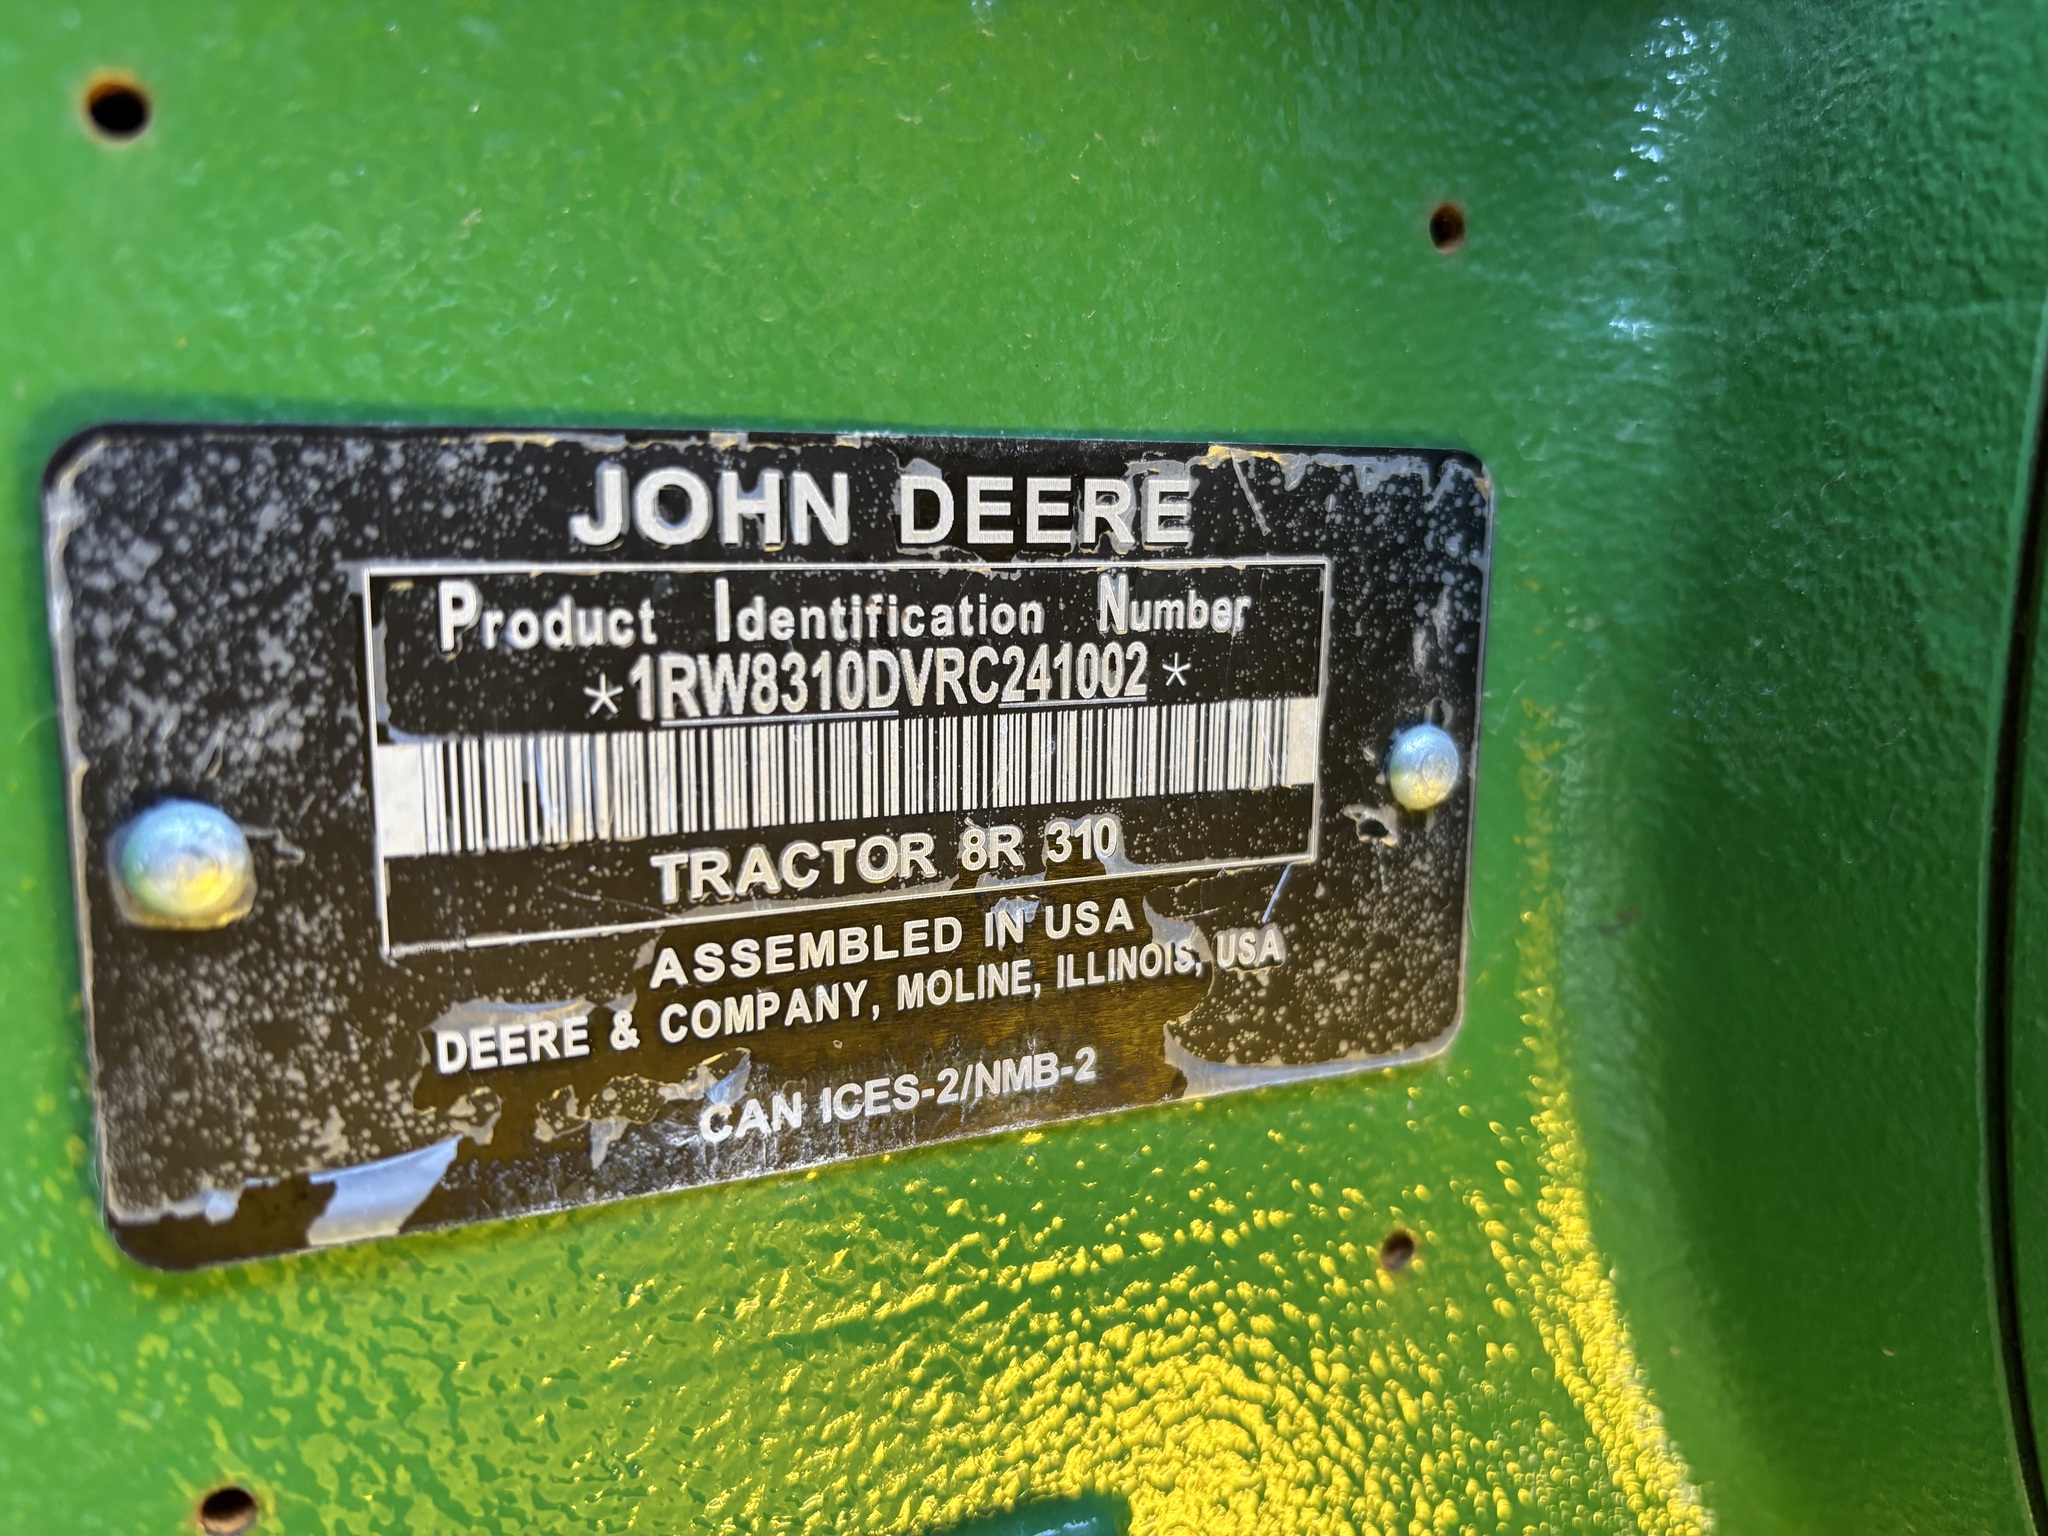 JOHN DEERE
Product Identification Number
*1RW8310DVRC241002*
TRACTOR 8R 310
ASSEMBLED IN USA
DEERE & COMPANY, MOLINE, ILLINOIS, USA
CAN ICES-2/NMB-2